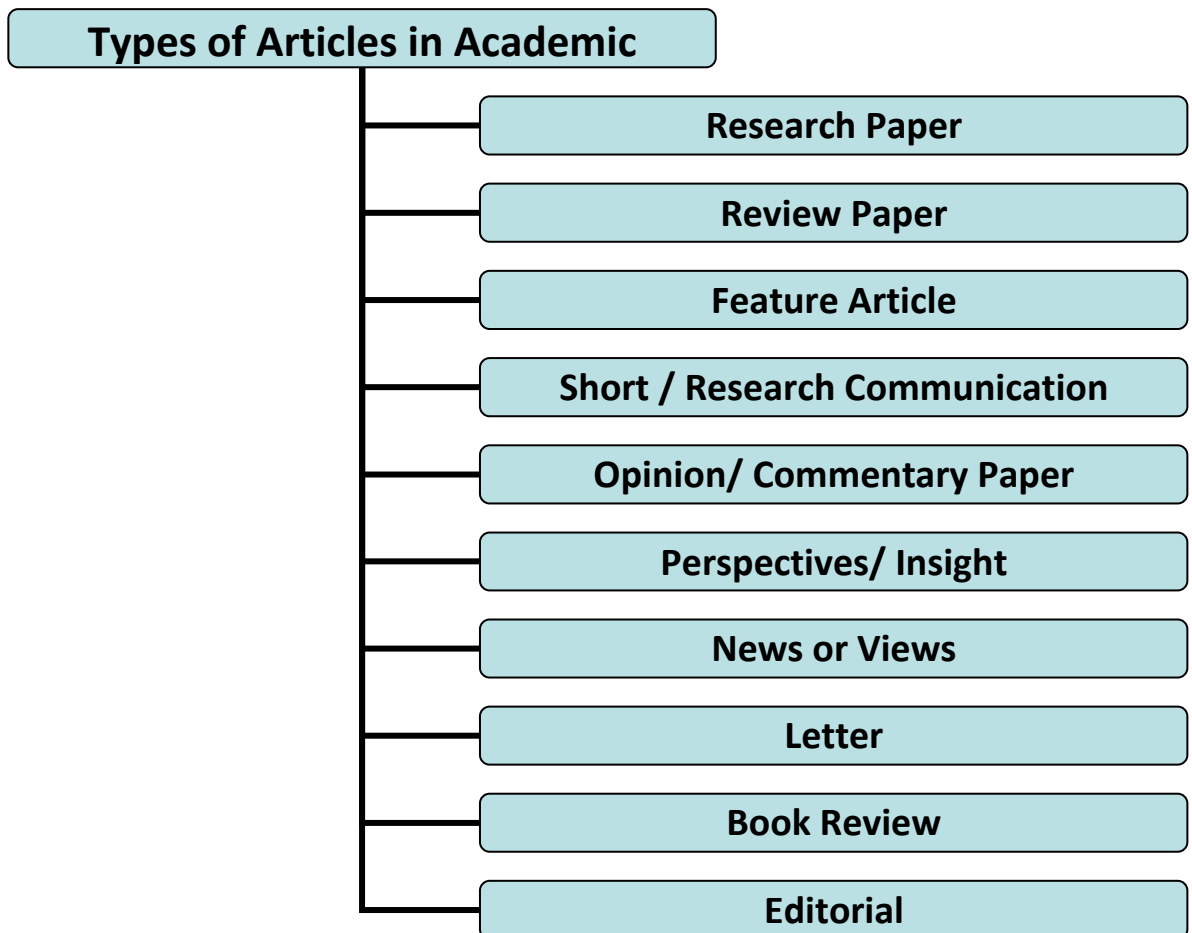 Types of Articles in Academic
Research Paper
Review Paper
Feature Article
Short / Research Communication
Opinion/ Commentary Paper
Perspectives/ Insight
News or Views
Letter
Book Review
Editorial